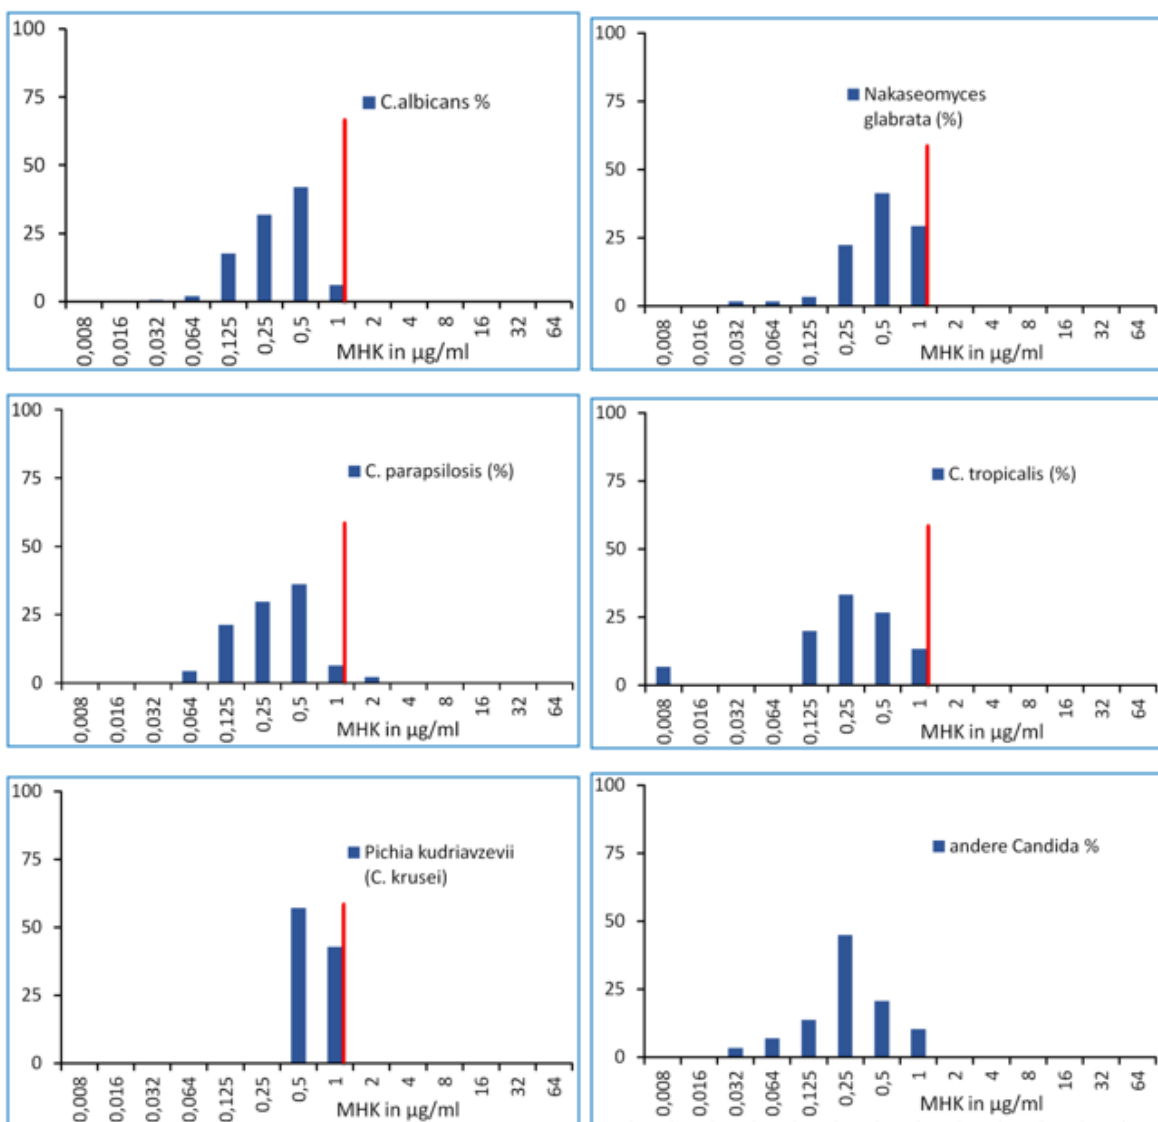 100
75
50
25
0
C.albicans %
0,008 0,016 0,032 0,064 0,125 0,25 0,5 1 2 4 8 16 32 64
MHK in µg/ml
100
75
50
25
0
Nakaseomyces
glabrata (%)
0,008 0,016 0,032 0,064 0,125 0,25 0,5 1 2 4 8 16 32 64
MHK in µg/ml
100
75
50
25
0
C. parapsilosis (%)
0,008 0,016 0,032 0,064 0,125 0,25 0,5 1 2 4 8 16 32 64
MHK in µg/ml
100
75
50
25
0
C. tropicalis (%)
0,008 0,016 0,032 0,064 0,125 0,25 0,5 1 2 4 8 16 32 64
MHK in µg/ml
100
75
50
25
0
Pichia kudriavzevii
(C. krusei)
0,008 0,016 0,032 0,064 0,125 0,25 0,5 1 2 4 8 16 32 64
MHK in µg/ml
100
75
50
25
0
andere Candida %
0,008 0,016 0,032 0,064 0,125 0,25 0,5 1 2 4 8 16 32 64
MHK in µg/ml